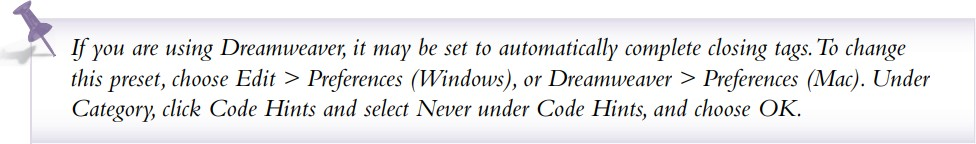 If you are using Dreamweaver, it may be set to automatically complete closing tags. To change
this preset, choose Edit > Preferences (Windows), or Dreamweaver > Preferences (Mac). Under
Category, click Code Hints and select Never under Code Hints, and choose OK.